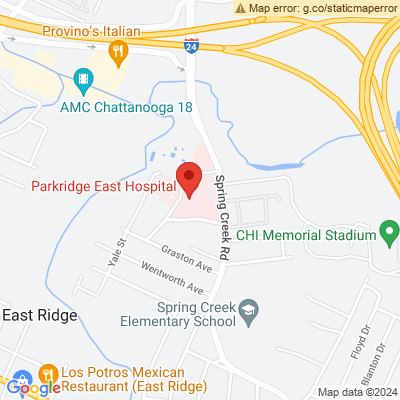 Map error: g.co/staticmaperror
Provino's Italian
24
AMC Chattanooga 18
Parkridge East Hospital
Spring Creek Rd
CHI Memorial Stadium
Yale St
Graston Ave
Wentworth Ave
Spring Creek
Elementary School
East Ridge
Floyd Dr
Blanton Dr
Los Potros Mexican
Restaurant (East Ridge)
Google
Map data ©2024